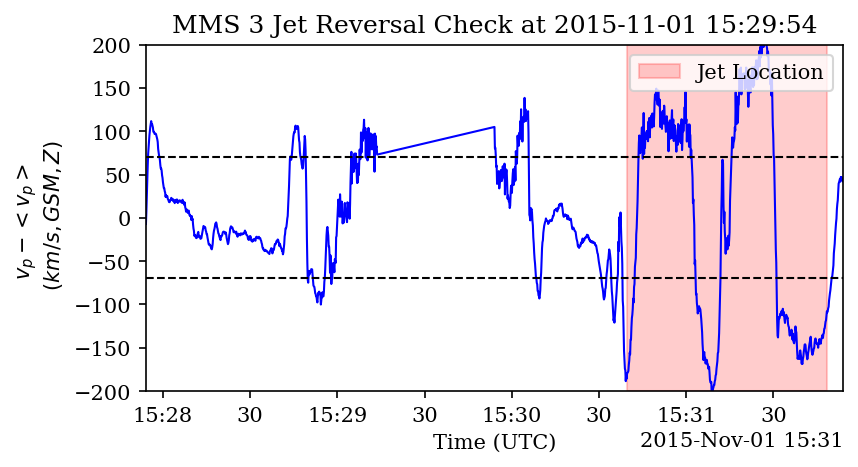 MMS 3 Jet Reversal Check at 2015-11-01 15:29:54
v_p - < v_p >
(km/s, GSM, Z)
200
150
100
50
0
−50
−100
−150
−200
Jet Location
15:28 30 15:29 30 15:30 30 15:31 30
Time (UTC)
2015-Nov-01 15:31